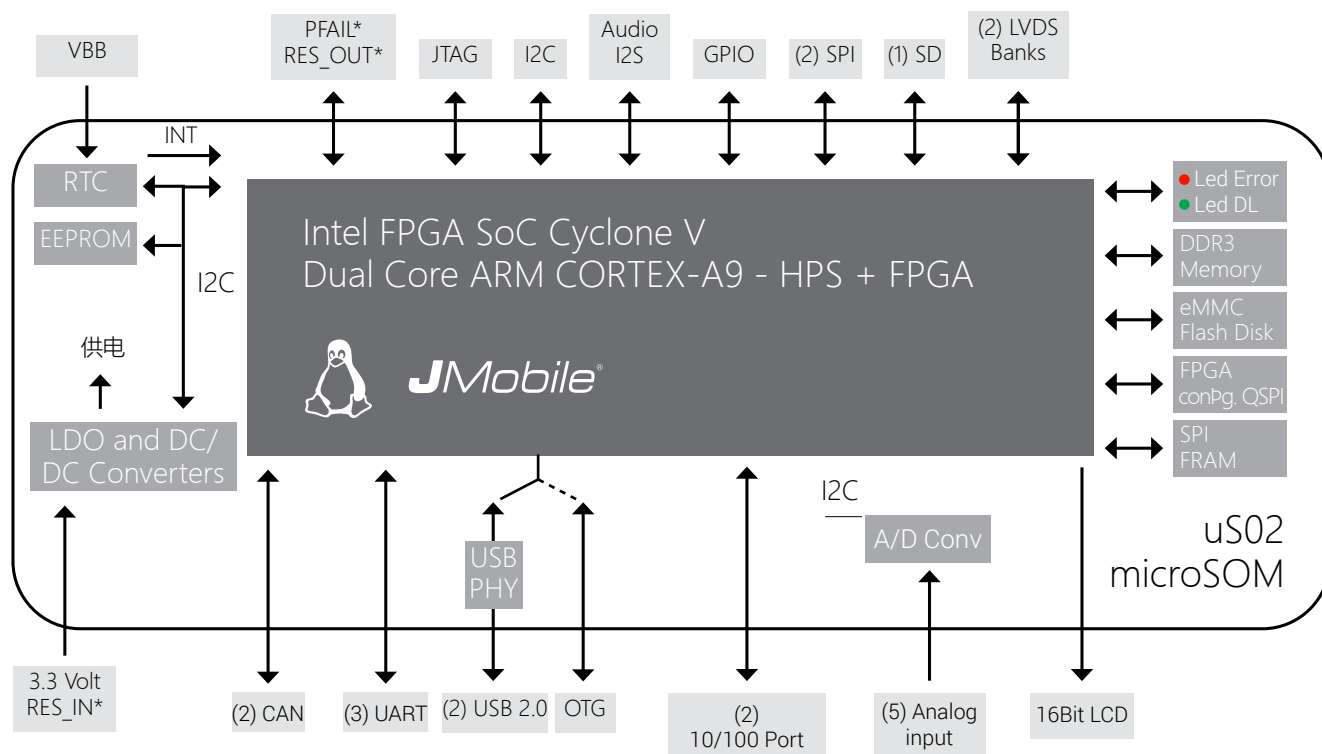 VBB
PFAIL*
RES_OUT*
JTAG
I2C
Audio
I2S
GPIO
(2) SPI
(1) SD
(2) LVDS
Banks
INT
RTC
EEPROM
I2C
供电
LDO and DC/
DC Converters
Intel FPGA SoC Cyclone V
Dual Core ARM CORTEX-A9 - HPS + FPGA
JMobile®
Led Error
Led DL
DDR3
Memory
eMMC
Flash Disk
FPGA
conÞg. QSPI
SPI
FRAM
I2C
A/D Conv
USB
PHY
uS02
microSOM
3.3 Volt
RES_IN*
(2) CAN
(3) UART
(2) USB 2.0
OTG
(2)
10/100 Port
(5) Analog
input
16Bit LCD